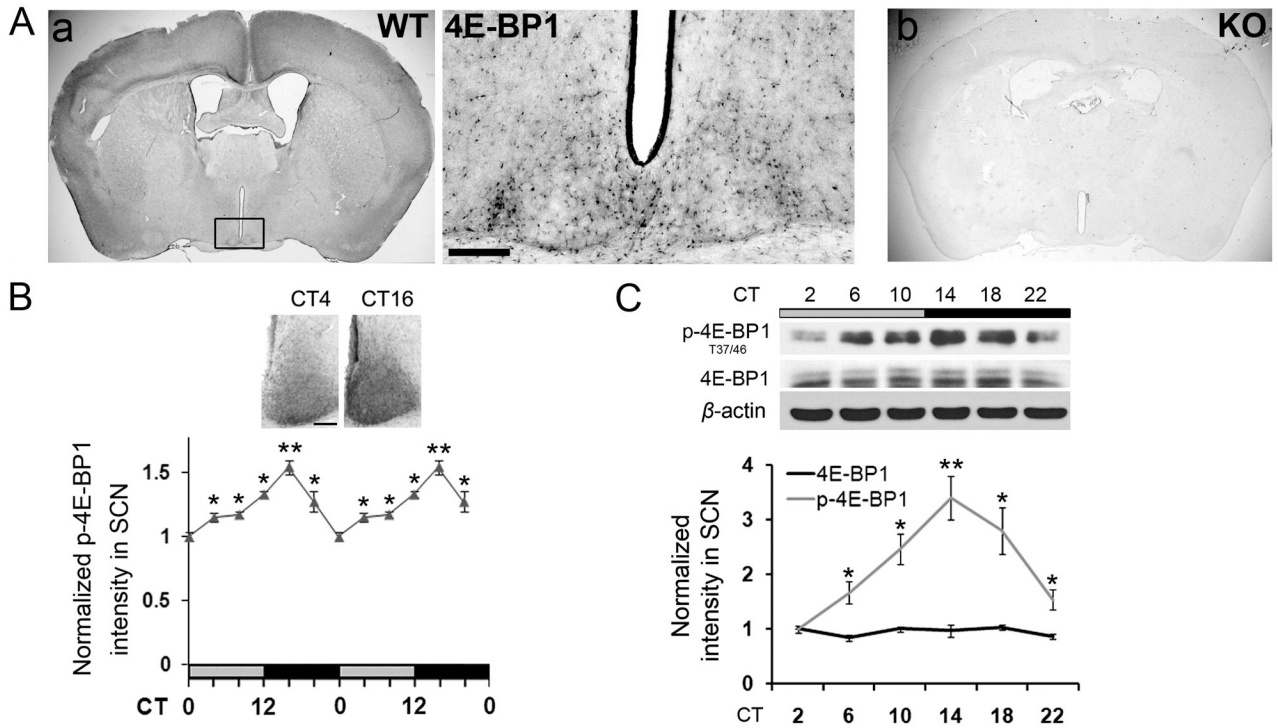 A
a
WT
4E-BP1
b
KO
B
CT4
CT16
Normalized p-4E-BP1
intensity in SCN
1.5
1
0.5
0
* * * ** * * * * ** *
CT 0 12 0 12 0
C
CT 2 6 10 14 18 22
p-4E-BP1
T37/46
4E-BP1
β-actin
Normalized
intensity in SCN
4
3
2
1
0
4E-BP1
p-4E-BP1
* * ** * *
CT 2 6 10 14 18 22